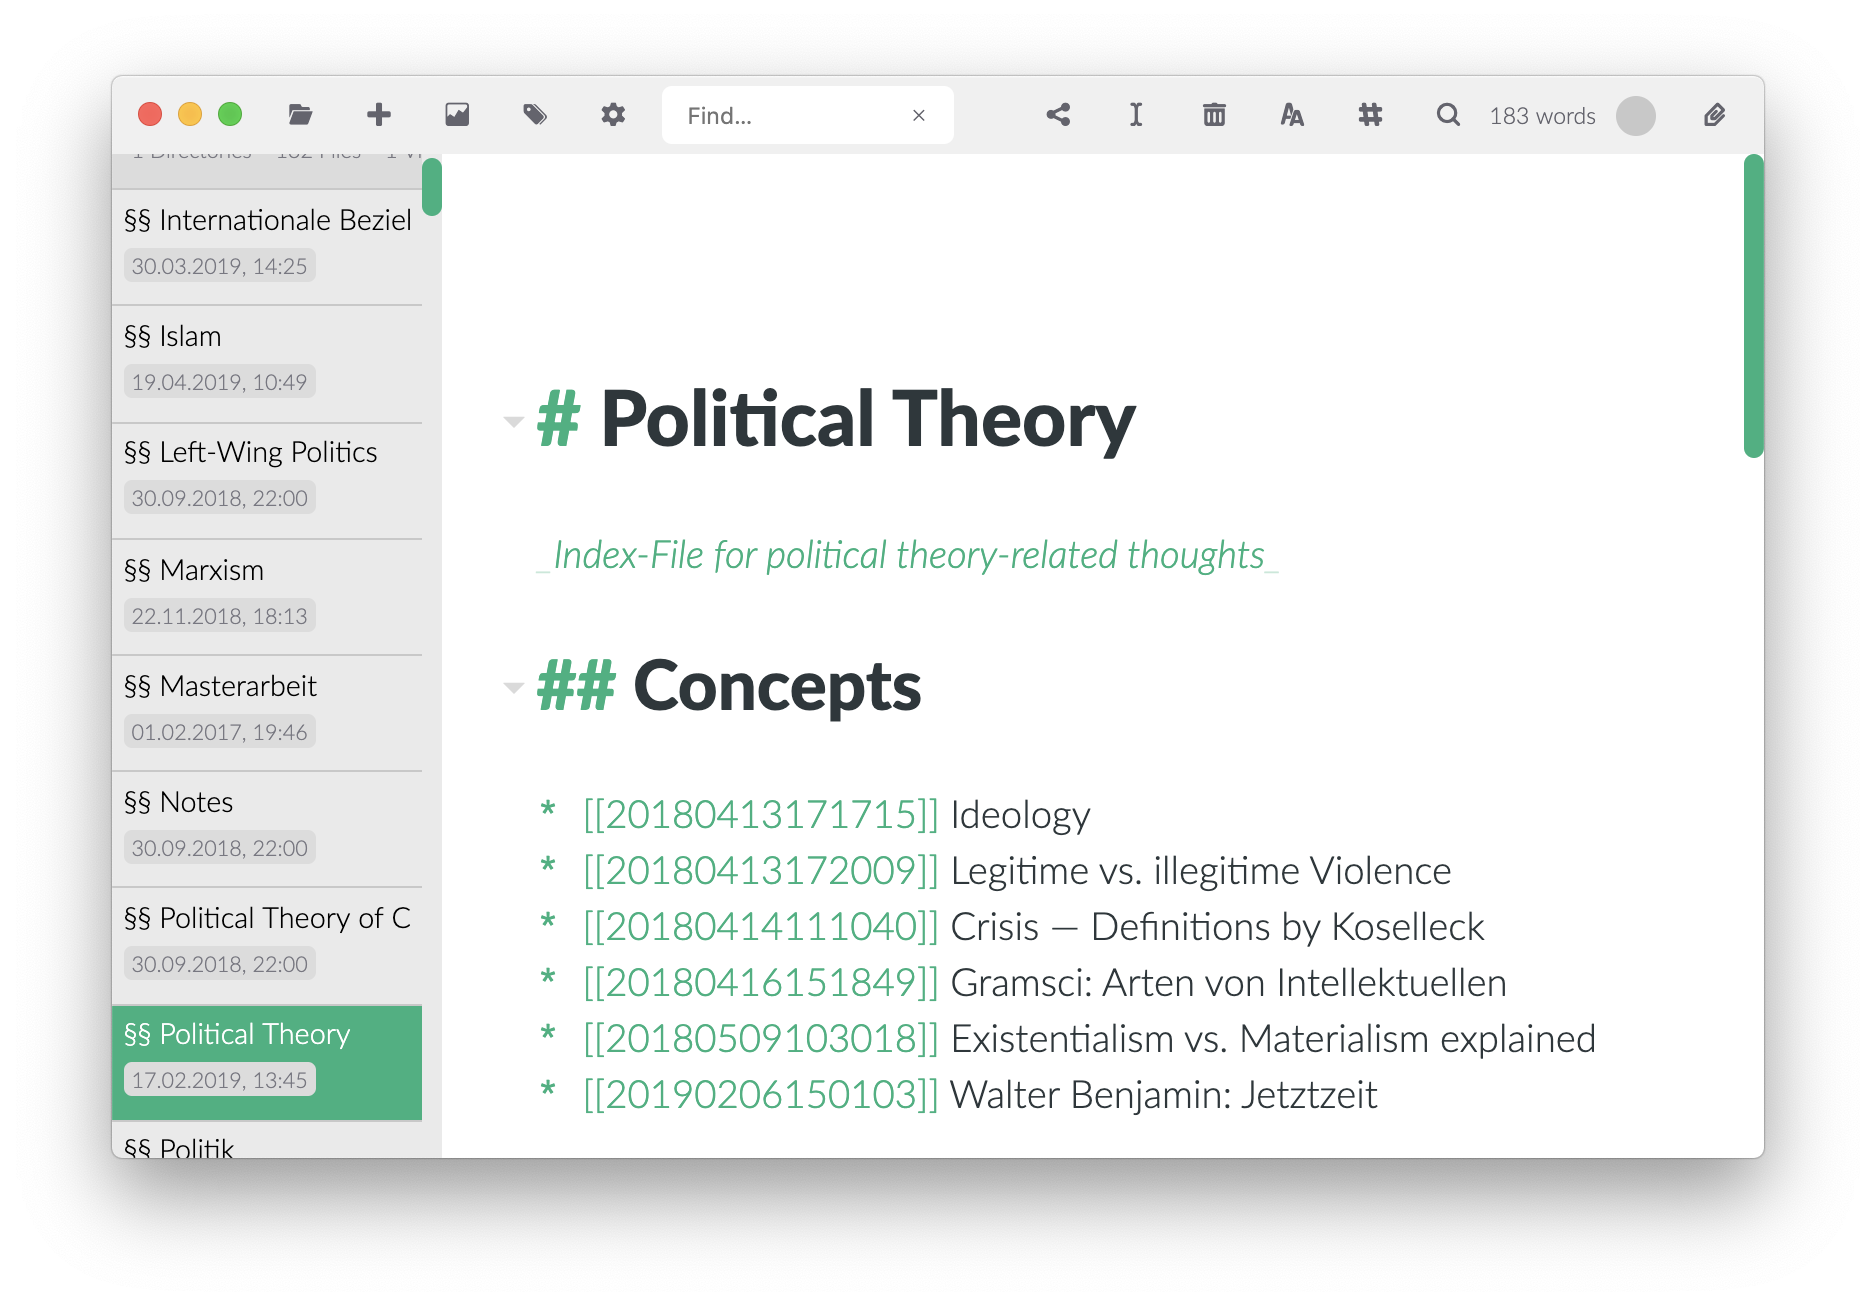 Find...
183 words
1 Directories
§§ Internationale Beziel
30.03.2019, 14:25
§§ Islam
19.04.2019, 10:49
§§ Left-Wing Politics
30.09.2018, 22:00
§§ Marxism
22.11.2018, 18:13
§§ Masterarbeit
01.02.2017, 19:46
§§ Notes
30.09.2018, 22:00
§§ Political Theory of C
30.09.2018, 22:00
§§ Political Theory
17.02.2019, 13:45
§§ Politik
# Political Theory
_Index-File for political theory-related thoughts_
## Concepts
* [[20180413171715]] Ideology
* [[20180413172009]] Legitime vs. illegitime Violence
* [[20180414111040]] Crisis — Definitions by Koselleck
* [[20180416151849]] Gramsci: Arten von Intellektuellen
* [[20180509103018]] Existentialism vs. Materialism explained
* [[20190206150103]] Walter Benjamin: Jetztzeit